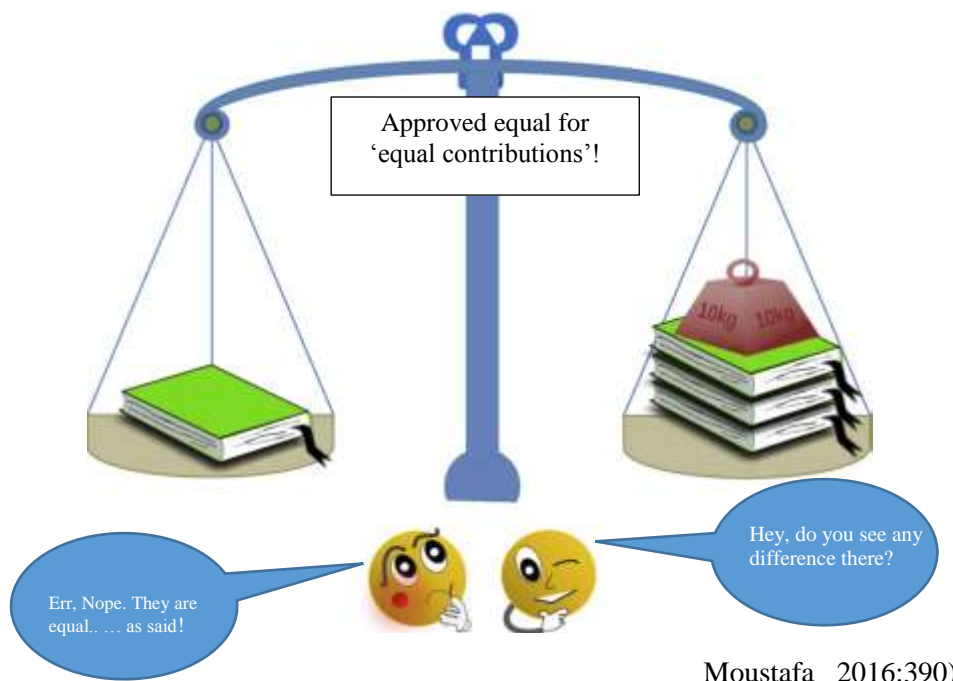 Approved equal for
‘equal contributions’!
10kg 10kg
Hey, do you see any
difference there?
Err, Nope. They are
equal.. … as said!
Moustafa 2016:390)